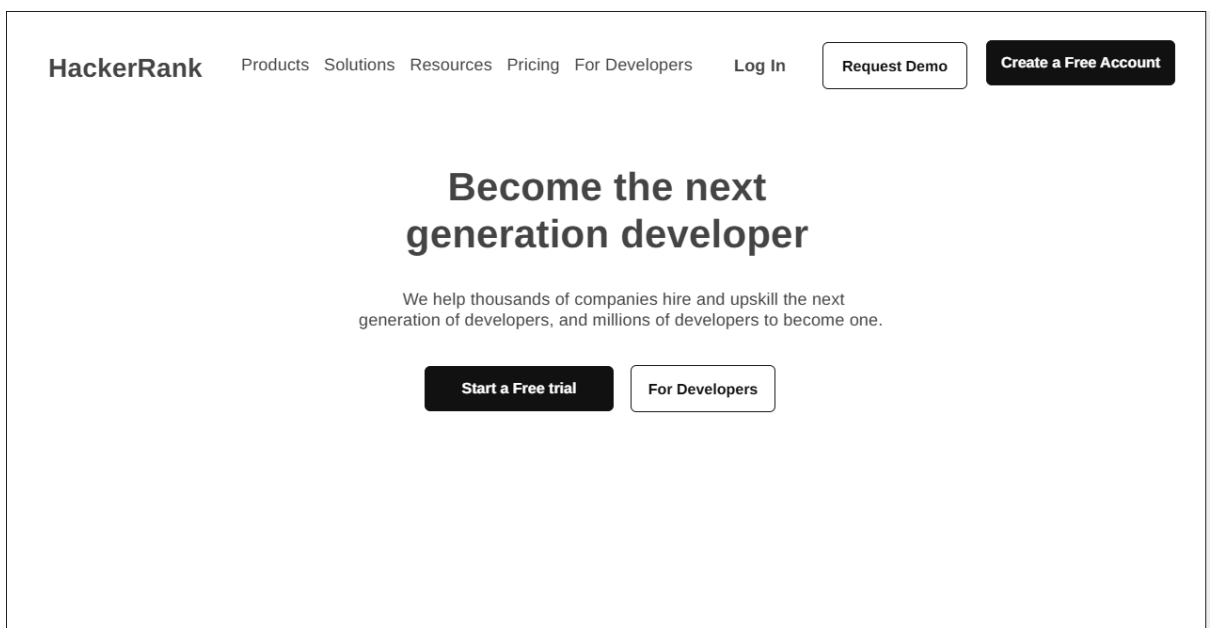 HackerRank Products Solutions Resources Pricing For Developers Log In Request Demo Create a Free Account
Become the next
generation developer
We help thousands of companies hire and upskill the next
generation of developers, and millions of developers to become one.
Start a Free trial For Developers